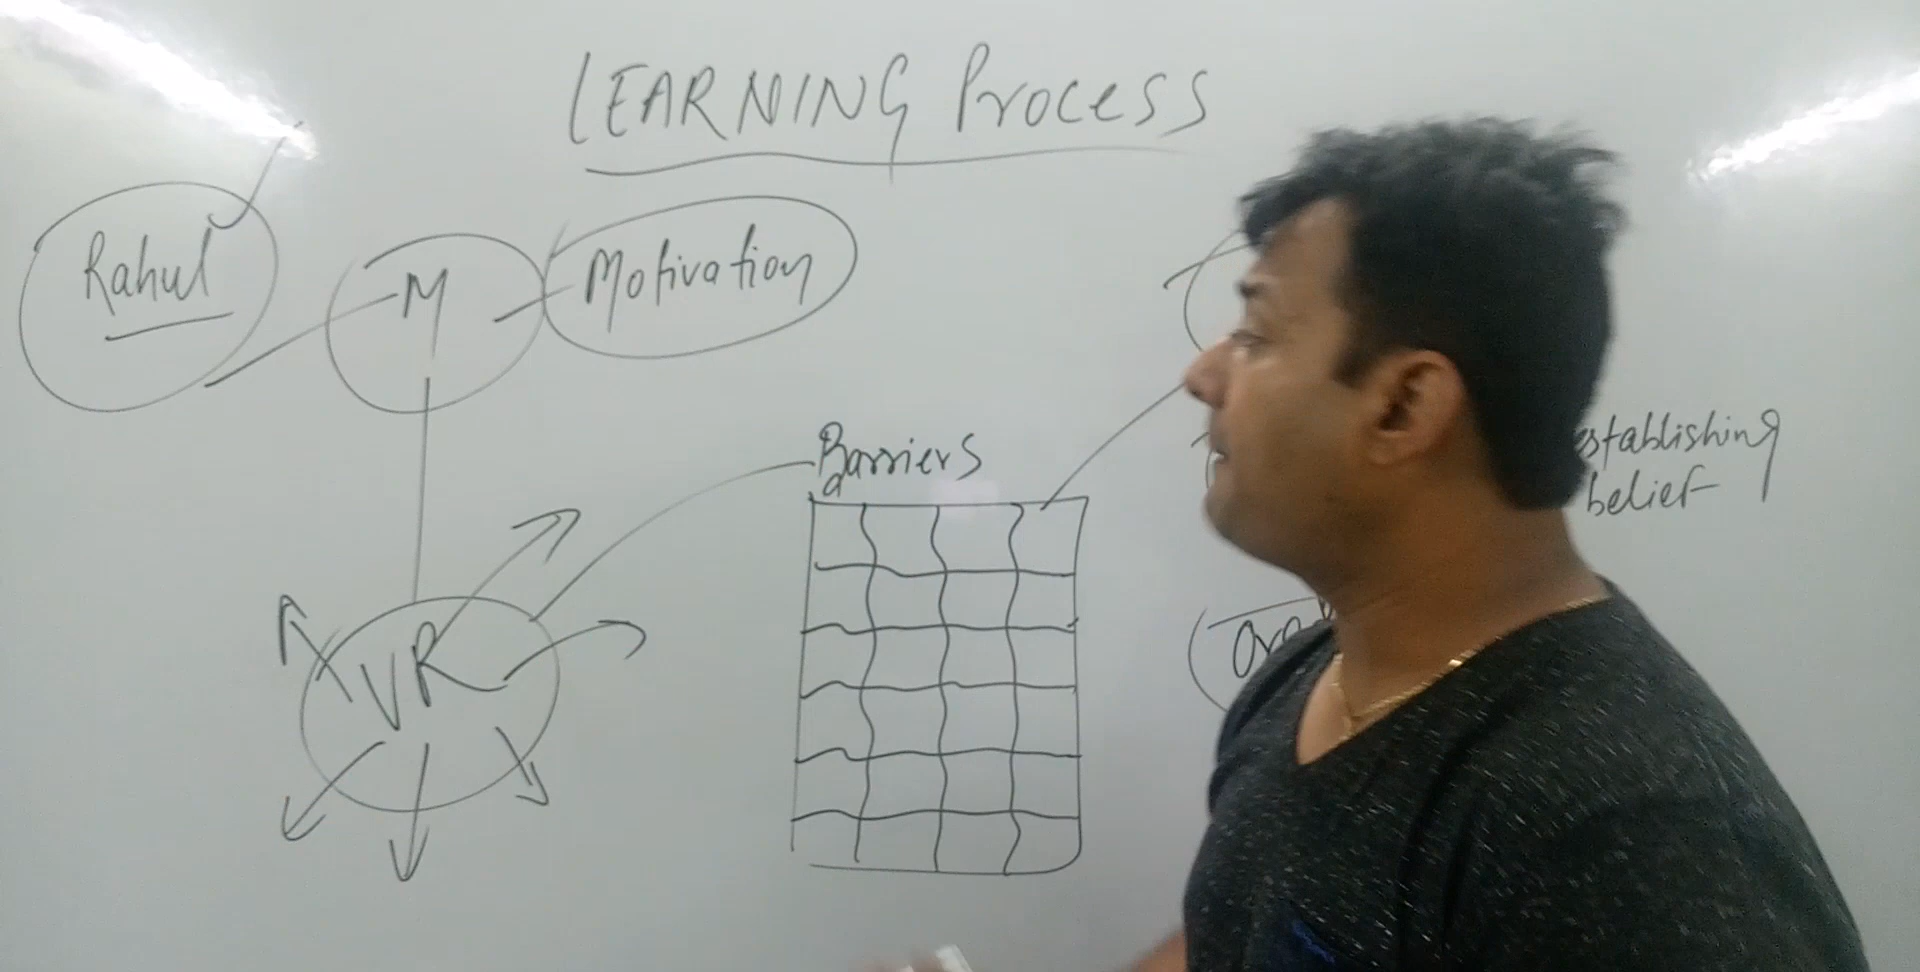 LEARNING Process
Rahul
M
Motivation
Barriers
establishing
belief
VR